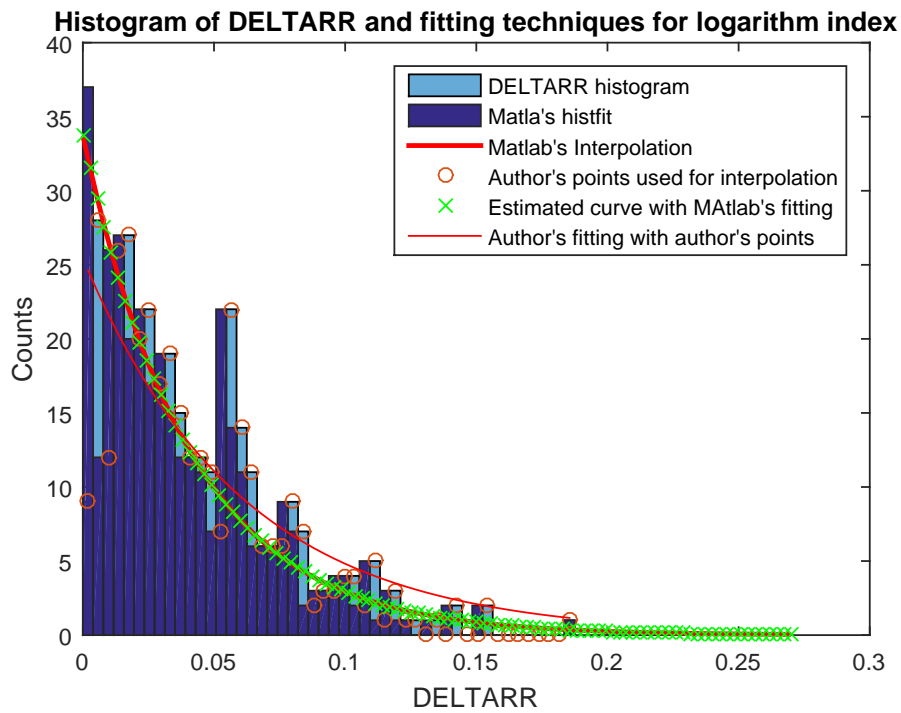 Histogram of DELTARR and fitting techniques for logarithm index
40
35
30
25
20
15
10
5
0
Counts
DELTARR histogram
Matla's histfit
Matlab's Interpolation
Author's points used for interpolation
Estimated curve with MAtlab's fitting
Author's fitting with author's points
0 0.05 0.1 0.15 0.2 0.25 0.3
DELTARR